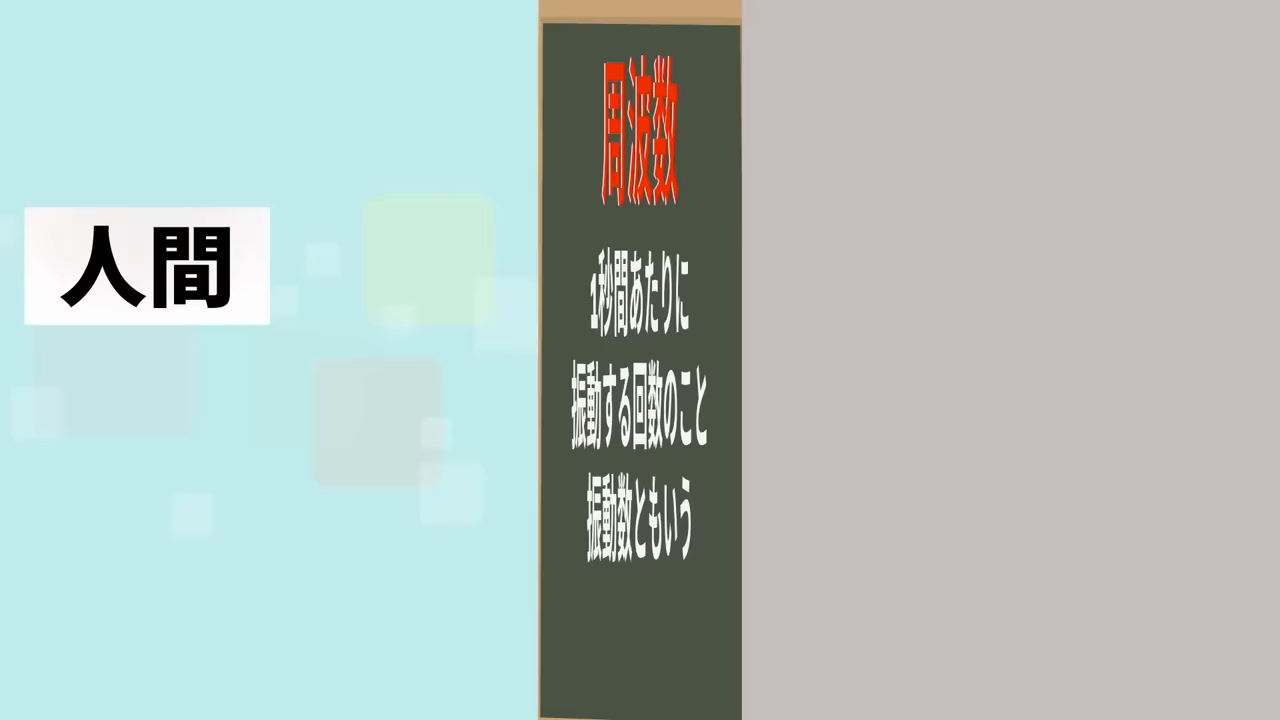 人間
周波数
1秒間あたりに
振動する回数のこと
振動数ともいう